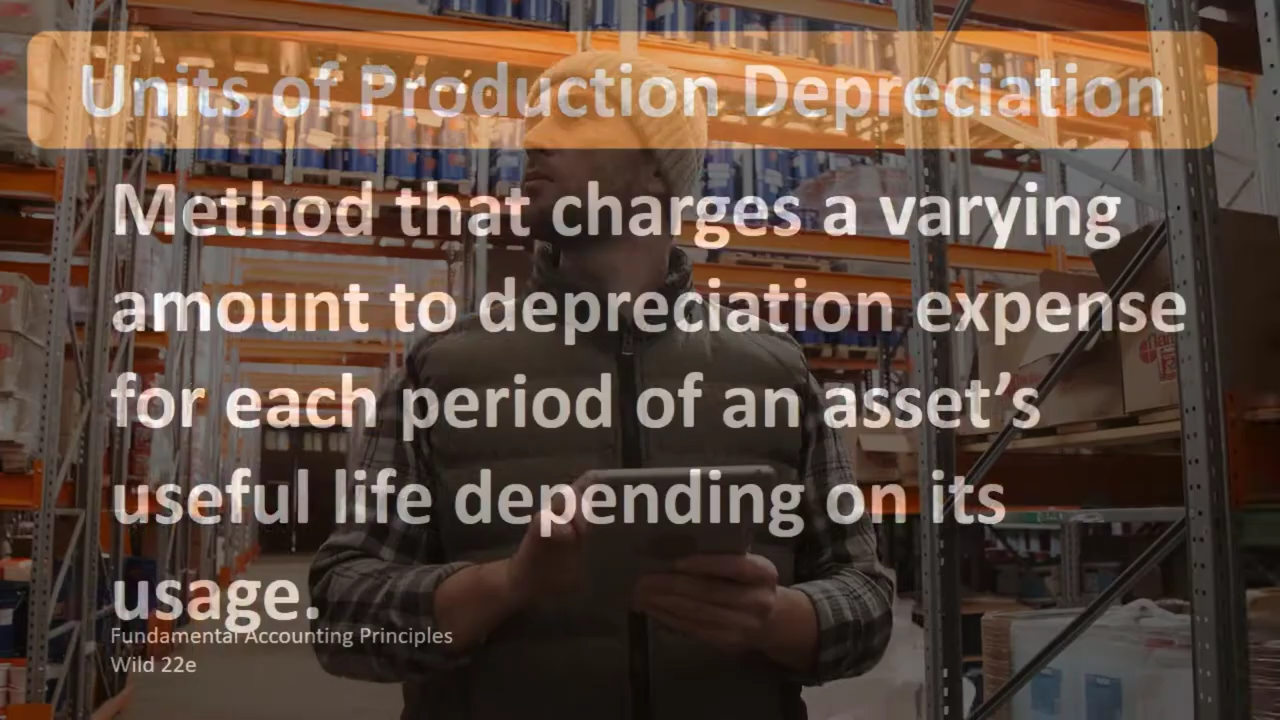 Units of Production Depreciation
Method that charges a varying
amount to depreciation expense
for each period of an asset’s
useful life depending on its
usage.
Fundamental Accounting Principles
Wild 22e